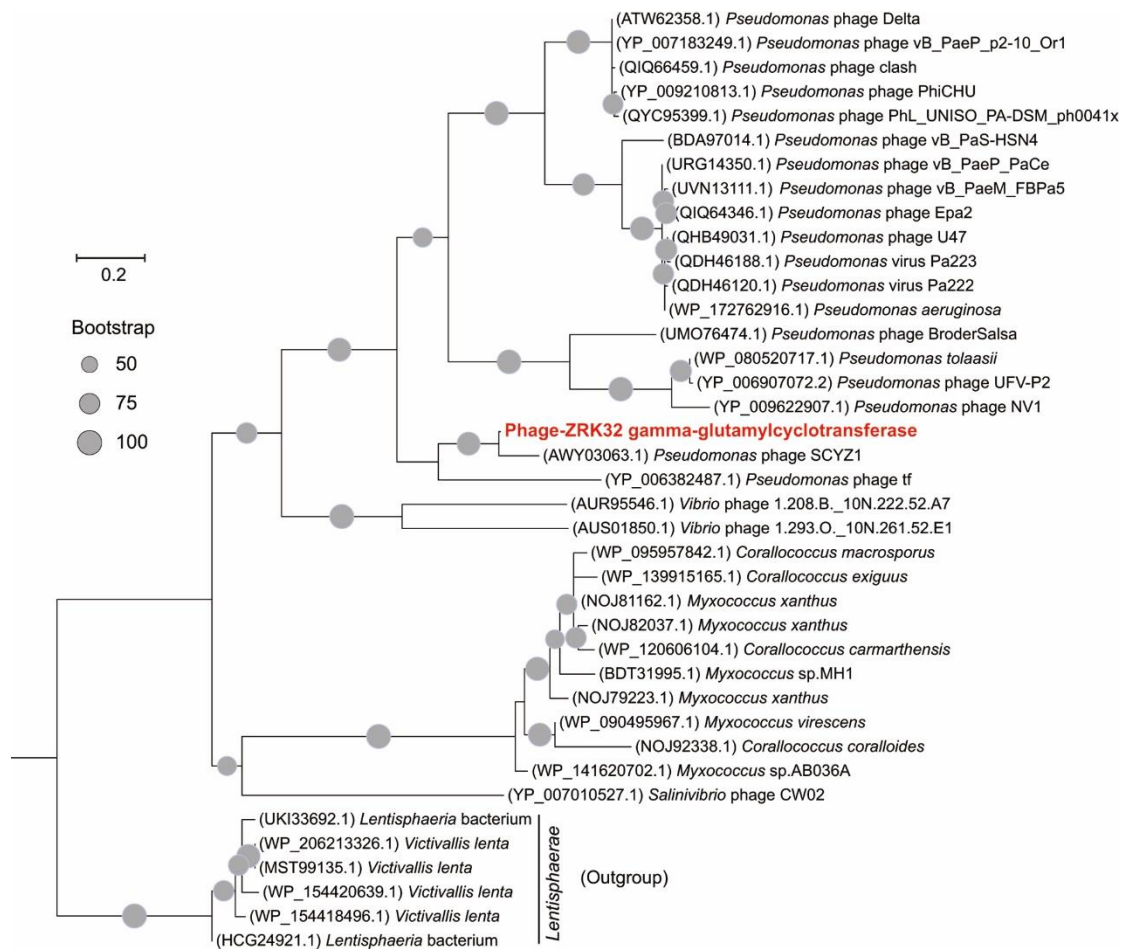 (ATW62358.1) Pseudomonas phage Delta
(YP_007183249.1) Pseudomonas phage vB_PaeP_p2-10_Or1
(QIQ66459.1) Pseudomonas phage clash
(YP_009210813.1) Pseudomonas phage PhiCHU
(QYC95399.1) Pseudomonas phage PhL_UNISO_PA-DSM_ph0041x
(BDA97014.1) Pseudomonas phage vB_PaS-HSN4
(URG14350.1) Pseudomonas phage vB_PaeP_PaCe
(UVN13111.1) Pseudomonas phage vB_PaeM_FBPa5
(QIQ64346.1) Pseudomonas phage Epa2
(QHB49031.1) Pseudomonas phage U47
(QDH46188.1) Pseudomonas virus Pa223
(QDH46120.1) Pseudomonas virus Pa222
(WP_172762916.1) Pseudomonas aeruginosa
(UMO76474.1) Pseudomonas phage BroderSalsa
(WP_080520717.1) Pseudomonas tolaasii
(YP_006907072.2) Pseudomonas phage UFV-P2
(YP_009622907.1) Pseudomonas phage NV1
Phage-ZRK32 gamma-glutamylcyclotransferase
(AWY03063.1) Pseudomonas phage SCYZ1
(YP_006382487.1) Pseudomonas phage tf
(AUR95546.1) Vibrio phage 1.208.B._10N.222.52.A7
(AUS01850.1) Vibrio phage 1.293.O._10N.261.52.E1
(WP_095957842.1) Corallococcus macrosporus
(WP_139915165.1) Corallococcus exiguus
(NOJ81162.1) Myxococcus xanthus
(NOJ82037.1) Myxococcus xanthus
(WP_120606104.1) Corallococcus carmarthensis
(BDT31995.1) Myxococcus sp.MH1
(NOJ79223.1) Myxococcus xanthus
(WP_090495967.1) Myxococcus virescens
(NOJ92338.1) Corallococcus coralloides
(WP_141620702.1) Myxococcus sp.AB036A
(YP_007010527.1) Salinivibrio phage CW02
(UKI33692.1) Lentisphaeria bacterium
(WP_206213326.1) Victivallis lenta
(MST99135.1) Victivallis lenta
(WP_154420639.1) Victivallis lenta
(WP_154418496.1) Victivallis lenta
(HCG24921.1) Lentisphaeria bacterium
Lentisphaerae
(Outgroup)
0.2
Bootstrap
50
75
100